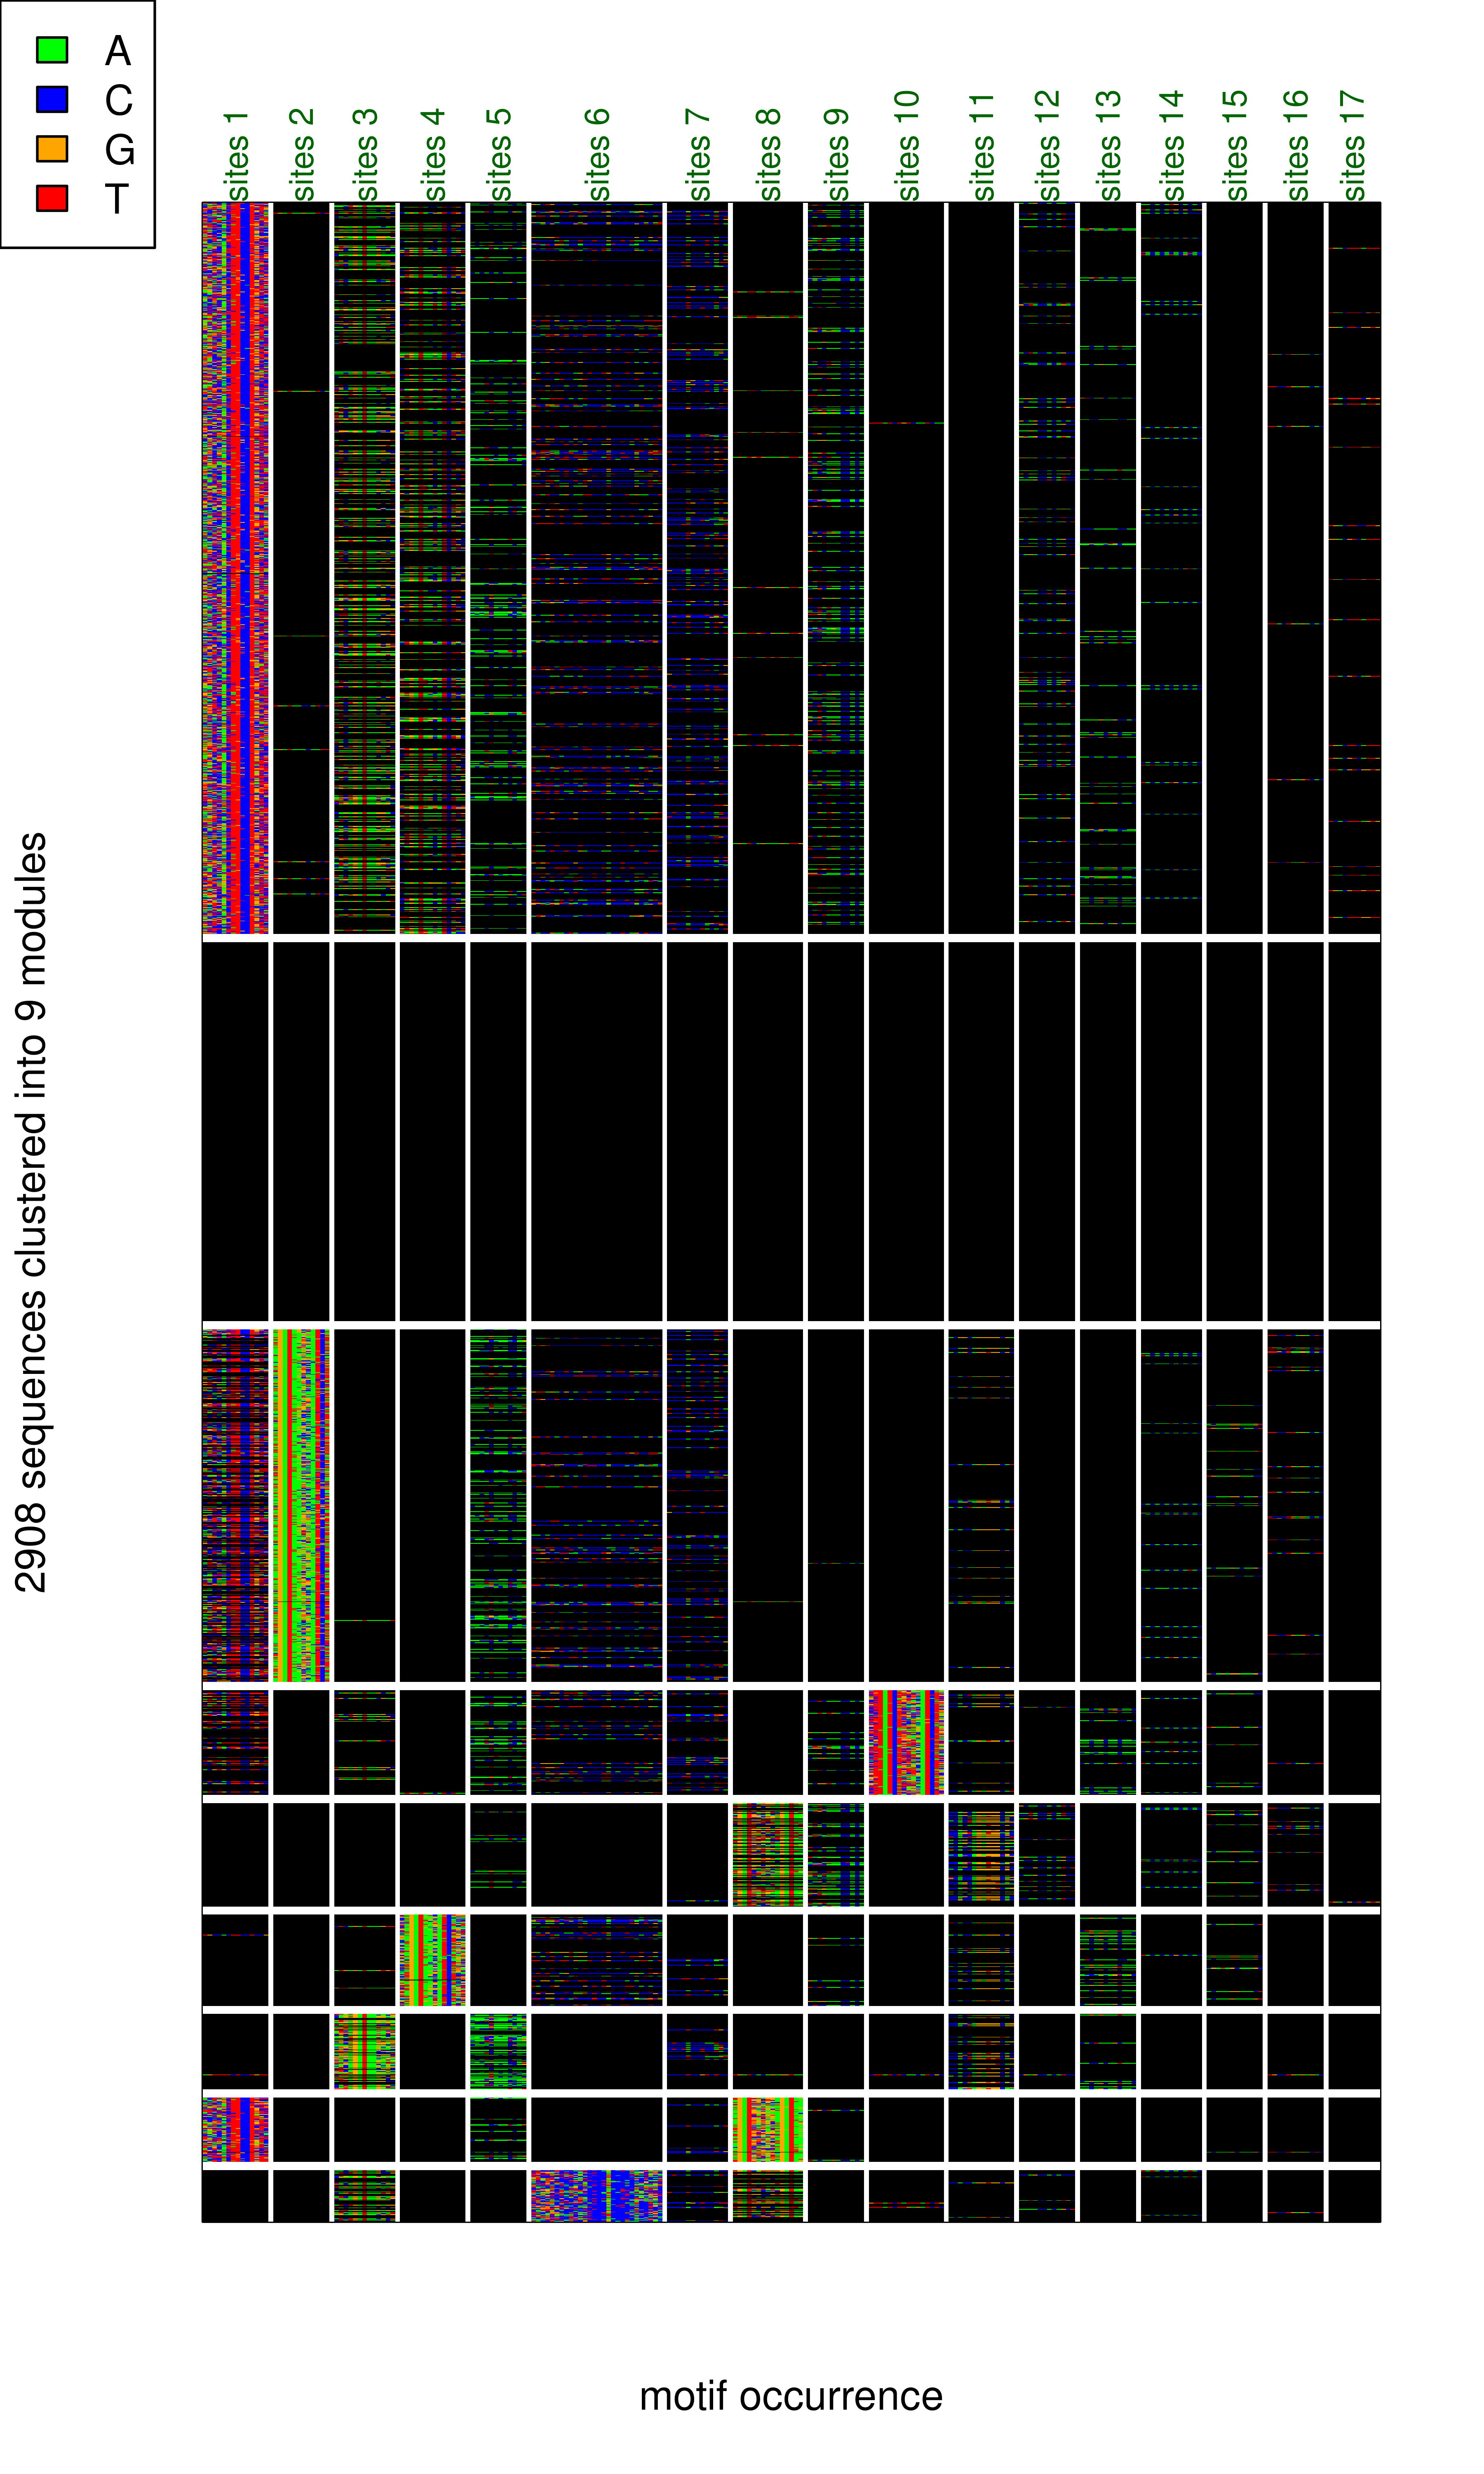 A
C
G
T
sites 1
sites 2
sites 3
sites 4
sites 5
sites 6
sites 7
sites 8
sites 9
sites 10
sites 11
sites 12
sites 13
sites 14
sites 15
sites 16
sites 17
2908 sequences clustered into 9 modules
motif occurrence